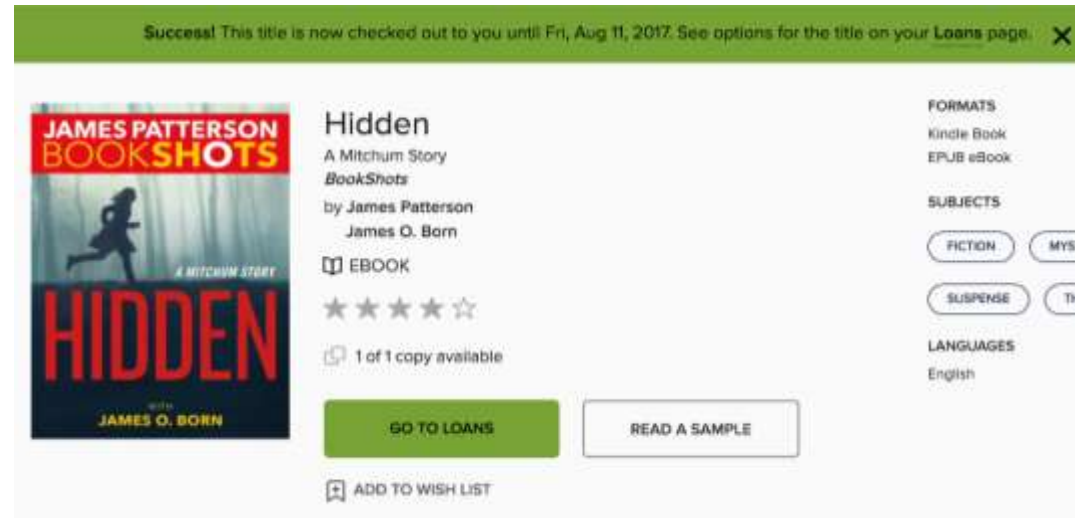 Success! This title is now checked out to you until Fri, Aug 11, 2017. See options for the title on your Loans page.
JAMES PATTERSON
BOOKSHOTS
A MITCHUM STORY
HIDDEN
WITH
JAMES O. BORN
Hidden
A Mitchum Story
BookShots
by James Patterson
James O. Born
EBOOK
1 of 1 copy available
GO TO LOANS
READ A SAMPLE
ADD TO WISH LIST
FORMATS
Kindle Book
EPUB eBook
SUBJECTS
FICTION
MYS
SUSPENSE
LANGUAGES
English